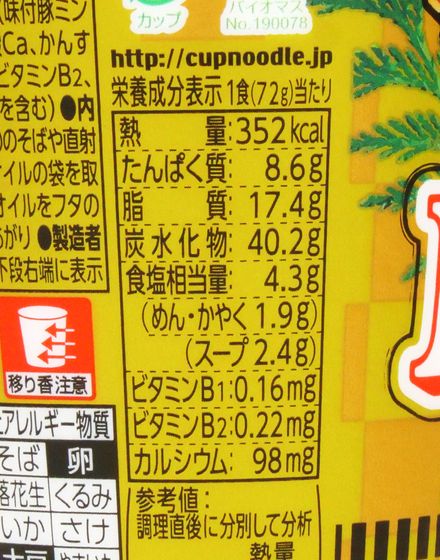 (味付豚ミン
カップ
バイオマス
No.190078
Ca、かんす
ビタミンB2、
を含む)●内
http://cupnoodle.jp
栄養成分表示 1食(72g)当たり
熱量:352kcal
たんぱく質: 8.6g
脂質:17.4g
炭水化物:40.2g
食塩相当量:4.3g
(めん・かやく 1.9g)
(スープ 2.4g)
ビタミンB1:0.16mg
ビタミンB2:0.22mg
カルシウム: 98mg
参考値:
調理直後に分別して分析
熱量
のそばや直射
イルの袋を取
オイルをフタの
がり ●製造者
下段右端に表示
移り香注意
アレルギー物質
そば 卵
落花生 くるみ
いか さけ